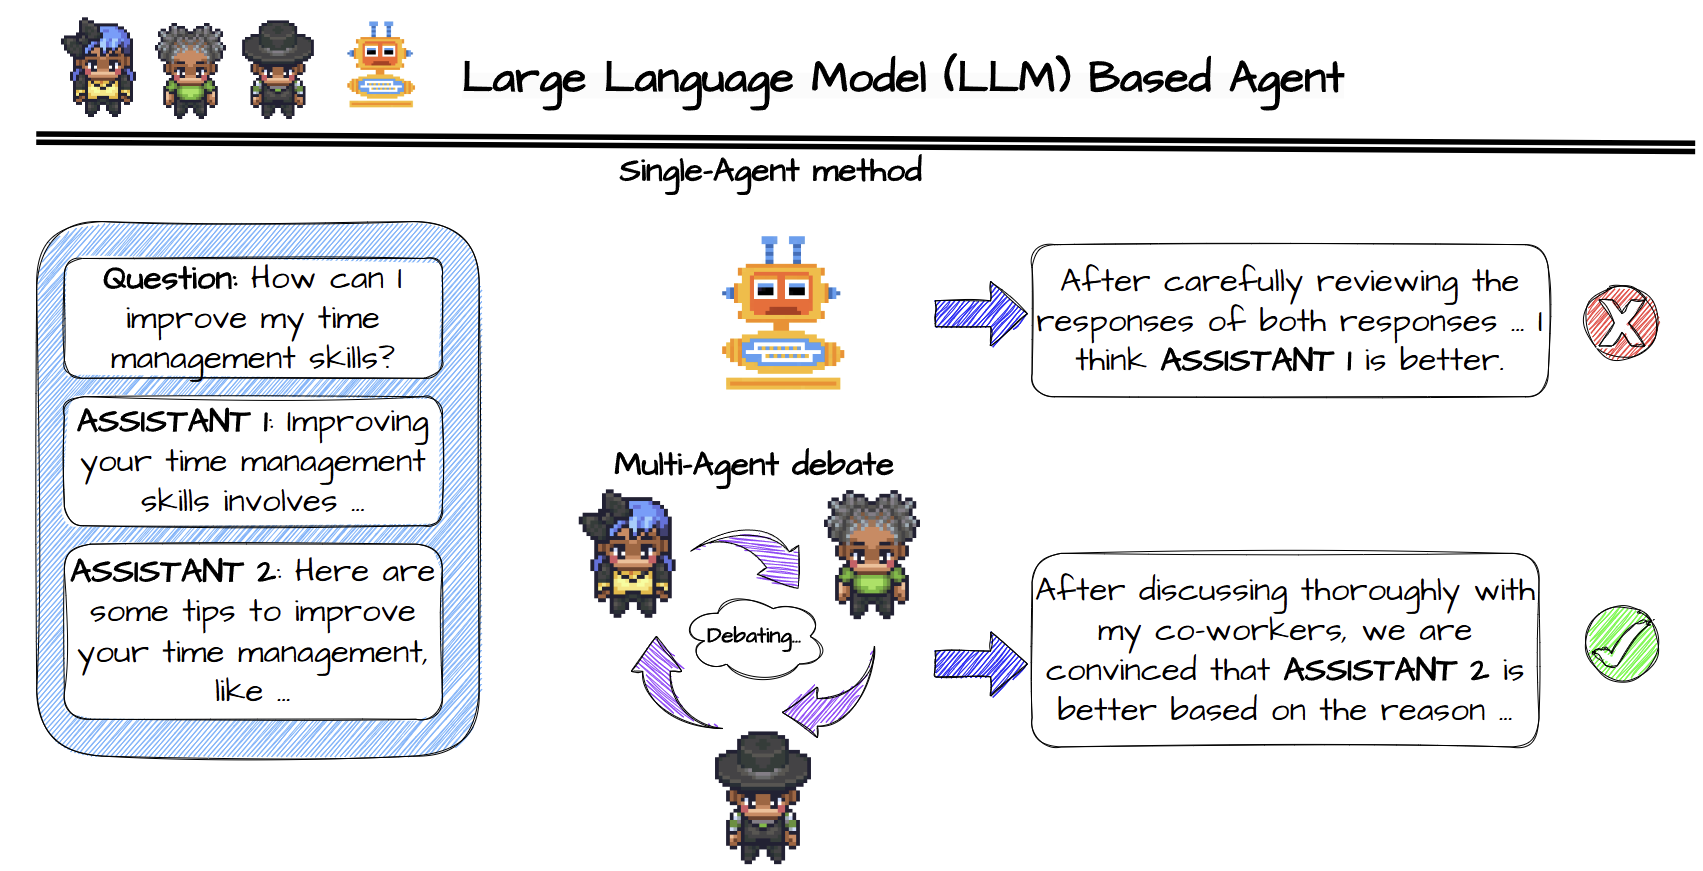 Large Language Model (LLM) Based Agent
Single-Agent method
Question: How can I
improve my time
management skills?
ASSISTANT 1: Improving
your time management
skills involves ...
ASSISTANT 2: Here are
some tips to improve
your time management,
like ...
After carefully reviewing the
responses of both responses ... I
think ASSISTANT 1 is better.
X
Multi-Agent debate
Debating...
After discussing thoroughly with
my co-workers, we are
convinced that ASSISTANT 2 is
better based on the reason ...